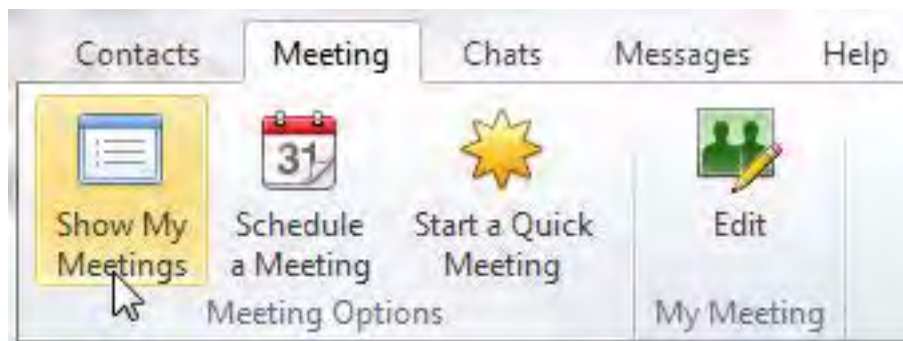 Contacts Meeting Chats Messages Help
31
Show My Schedule Start a Quick Edit
Meetings a Meeting Meeting
Meeting Options My Meeting